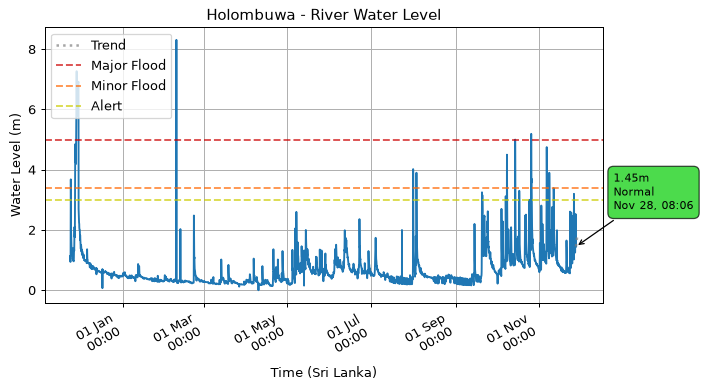 Holombuwa - River Water Level
Trend
Major Flood
Minor Flood
Alert
8
6
4
2
0
Water Level (m)
1.45m
Normal
Nov 28, 08:06
01 Jan
00:00
01 Mar
00:00
01 May
00:00
01 Jul
00:00
01 Sep
00:00
01 Nov
00:00
Time (Sri Lanka)